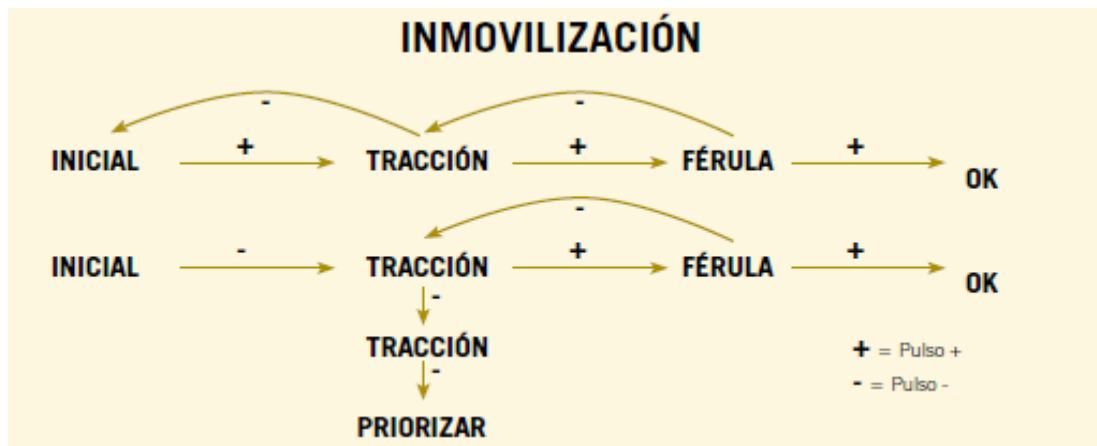 INMOVILIZACIÓN
- -
INICIAL + TRACCIÓN + FÉRULA + OK
-
INICIAL - TRACCIÓN + FÉRULA + OK
-
TRACCIÓN
-
PRIORIZAR
+ = Pulso +
- = Pulso -